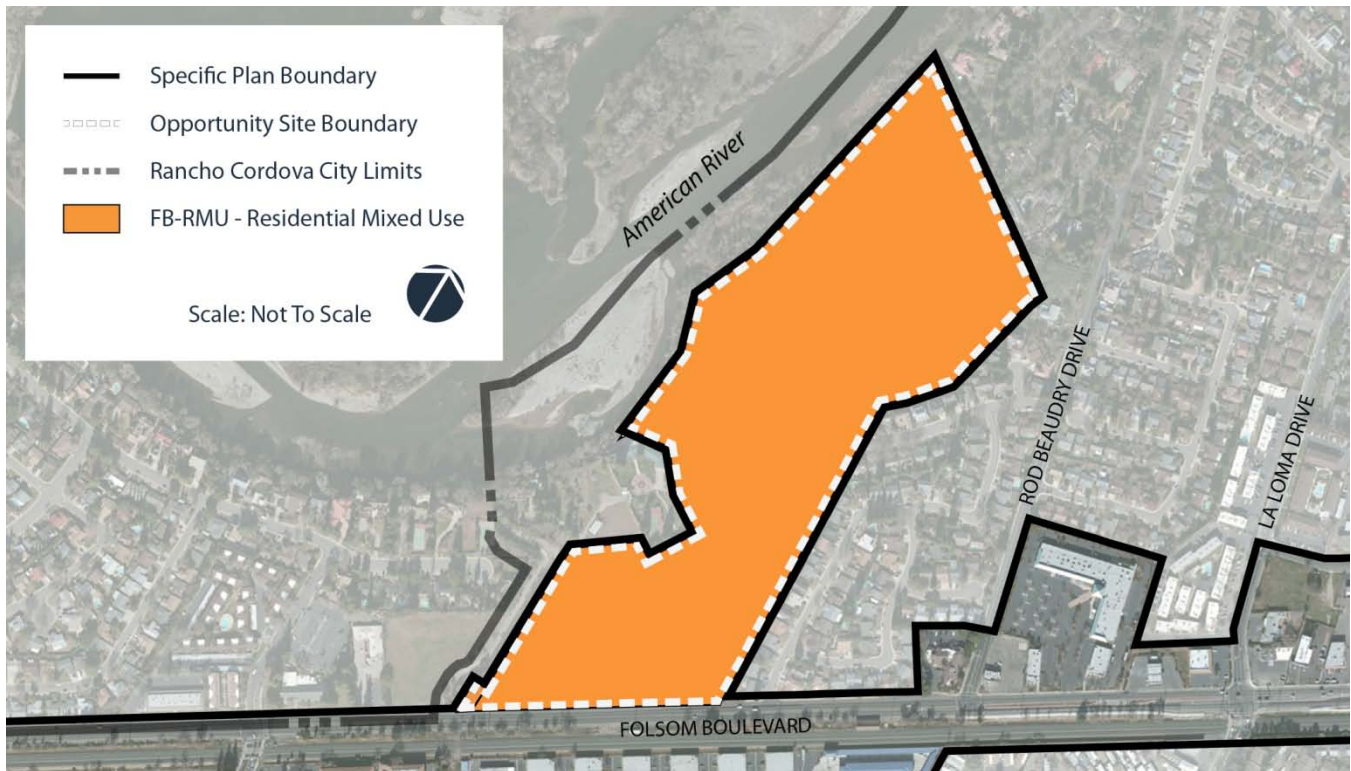 Specific Plan Boundary
Opportunity Site Boundary
Rancho Cordova City Limits
FB-RMU - Residential Mixed Use
Scale: Not To Scale
American River
ROD BEAUDRY DRIVE
LA LOMA DRIVE
FOLSOM BOULEVARD